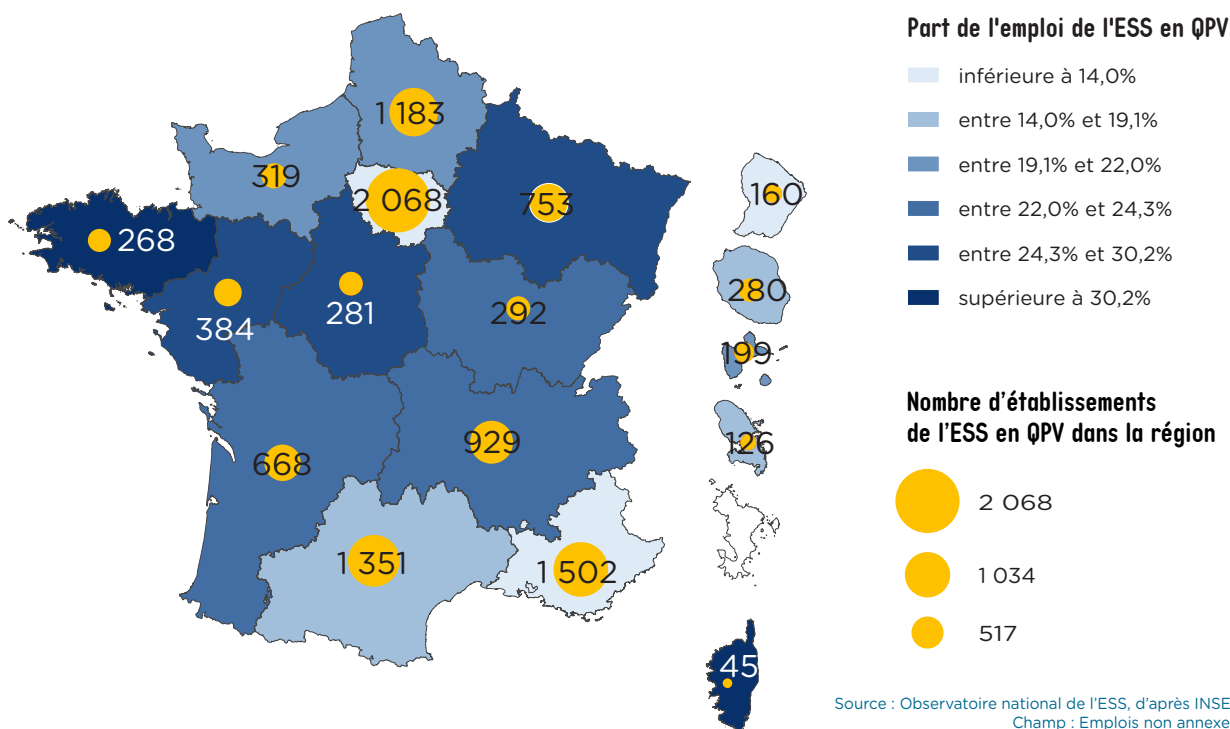 Part de l'emploi de l'ESS en QPV
inférieure à 14,0%
entre 14,0% et 19,1%
entre 19,1% et 22,0%
entre 22,0% et 24,3%
entre 24,3% et 30,2%
supérieure à 30,2%
Nombre d’établissements
de l’ESS en QPV dans la région
2 068
1 034
517
1 183
319
2 068
753
268
384
281
292
668
929
1 351
1 502
160
280
199
126
45
Source : Observatoire national de l’ESS, d’après INSE
Champ : Emplois non annexe